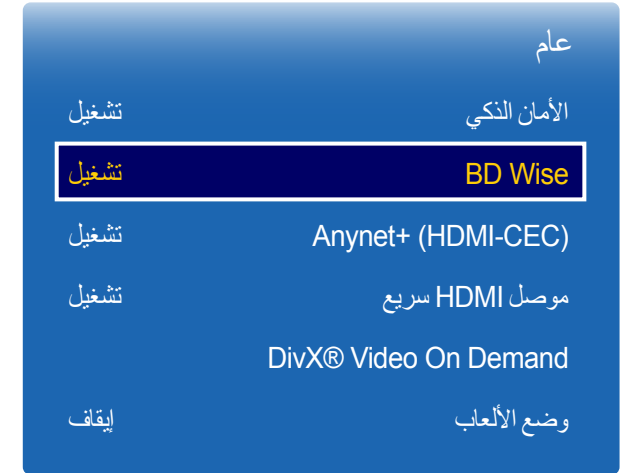 عام
الأمان الذكي تشغيل
BD Wise تشغيل
Anynet+ (HDMI-CEC) تشغيل
موصل HDMI سريع تشغيل
DivX® Video On Demand
وضع الألعاب إيقاف